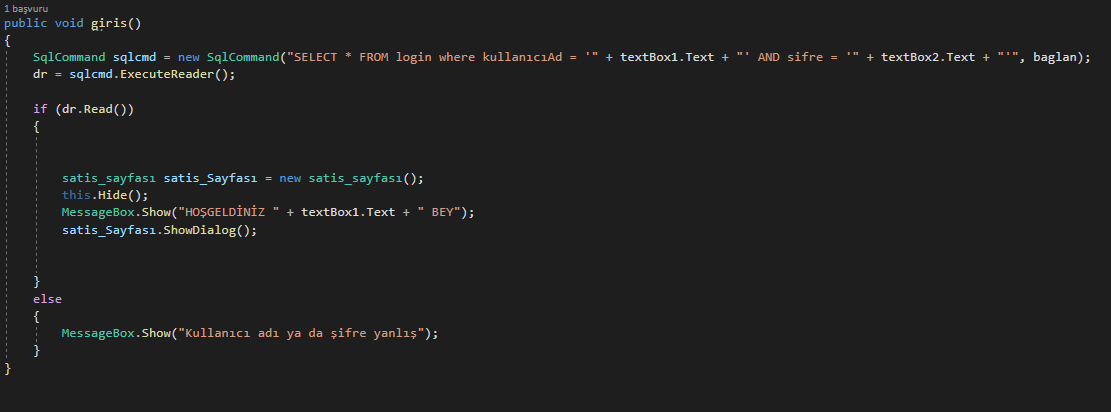 1 başvuru
public void giris()
{
SqlCommand sqlcmd = new SqlCommand("SELECT * FROM login where kullanıcıAd = '" + textBox1.Text + "' AND sifre = '" + textBox2.Text + "'", baglan);
dr = sqlcmd.ExecuteReader();
if (dr.Read())
{
satis_sayfası satis_Sayfası = new satis_sayfası();
this.Hide();
MessageBox.Show("HOŞGELDİNİZ " + textBox1.Text + " BEY");
satis_Sayfası.ShowDialog();
}
else
{
MessageBox.Show("Kullanıcı adı ya da şifre yanlış");
}
}